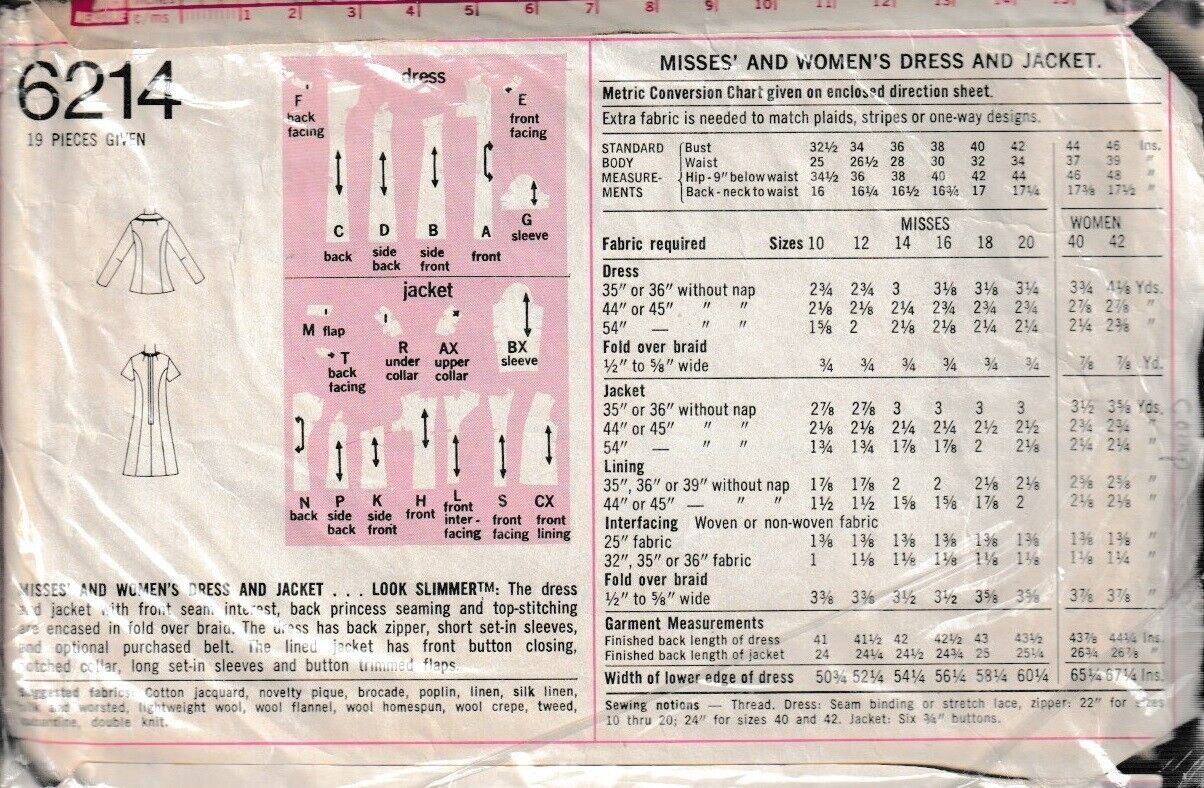 c/ms 1 2 3 4 5 6 7 8 9 10 11 12 13 14 15
6214
19 PIECES GIVEN
dress
F
back
facing
E
front
facing
C
back
D
side
back
B
side
front
A
front
G
sleeve
jacket
M flap
T
back
facing
R
under
collar
AX
upper
collar
BX
sleeve
N
back
P
side
back
K
side
front
H
front
L
front
inter-
facing
S
front
facing
CX
front
lining
MISSES' AND WOMEN'S DRESS AND JACKET . . . LOOK SLIMMER™: The dress
and jacket with front seam interest, back princess seaming and top-stitching
are encased in fold over braid. The dress has back zipper, short set-in sleeves,
and optional purchased belt. The lined jacket has front button closing,
notched collar, long set-in sleeves and button trimmed flaps.
Suggested fabrics: Cotton jacquard, novelty pique, brocade, poplin, linen, silk linen,
silk and worsted, lightweight wool, wool flannel, wool homespun, wool crepe, tweed,
double knit.
MISSES' AND WOMEN'S DRESS AND JACKET.
Metric Conversion Chart given on enclosed direction sheet.
Extra fabric is needed to match plaids, stripes or one-way designs.
STANDARD Bust 32½ 34 36 38 40 42 44 46 Ins.
BODY Waist 25 26½ 28 30 32 34 37 39 "
MEASURE- Hip-9" below waist 34½ 36 38 40 42 44 46 48 "
MENTS Back-neck to waist 16 16¼ 16½ 16¾ 17 17¼ 17⅜ 17½ "
MISSES WOMEN
Fabric required Sizes 10 12 14 16 18 20 40 42
Dress
35" or 36" without nap 2¾ 2¾ 3 3⅛ 3⅛ 3¼ 3¾ 4⅛ Yds.
44" or 45" " " 2⅛ 2⅛ 2¼ 2¾ 2¾ 2¾ 2⅞ 2⅞ "
54" — " " 1⅝ 2 2⅛ 2⅛ 2¼ 2¼ 2¼ 2⅜ "
Fold over braid
½" to ⅝" wide ¾ ¾ ¾ ¾ ¾ ¾ ⅞ ⅞ Yd.
Jacket
35" or 36" without nap 2⅞ 2⅞ 3 3 3 3 3½ 3⅝ Yds.
44" or 45" " " 2⅛ 2⅛ 2¼ 2¼ 2½ 2½ 2¾ 2¾ "
54" — " " 1¾ 1¾ 1⅞ 1⅞ 2 2⅛ 2¼ 2¼ "
Lining
35", 36" or 39" without nap 1⅞ 1⅞ 2 2 2⅛ 2⅛ 2⅝ 2⅝ "
44" or 45" — " " 1½ 1½ 1⅝ 1⅝ 1⅞ 2 2⅛ 2⅛ "
Interfacing Woven or non-woven fabric
25" fabric 1⅜ 1⅜ 1⅜ 1⅜ 1⅜ 1⅜ 1⅜ 1⅜ "
32", 35" or 36" fabric 1 1⅛ 1⅛ 1⅛ 1⅛ 1⅛ 1⅛ 1¼ "
Fold over braid
½" to ⅝" wide 3⅜ 3⅜ 3½ 3½ 3⅝ 3⅝ 3⅞ 3⅞ "
Garment Measurements
Finished back length of dress 41 41½ 42 42½ 43 43½ 43⅞ 44¼ Ins.
Finished back length of jacket 24 24¼ 24½ 24¾ 25 25¼ 26¾ 26⅞ "
Width of lower edge of dress 50¾ 52¼ 54¼ 56¼ 58¼ 60¼ 65¼ 67¼ Ins.
Sewing notions — Thread. Dress: Seam binding or stretch lace, zipper: 22" for sizes
10 thru 20; 24" for sizes 40 and 42. Jacket: Six ¾" buttons.